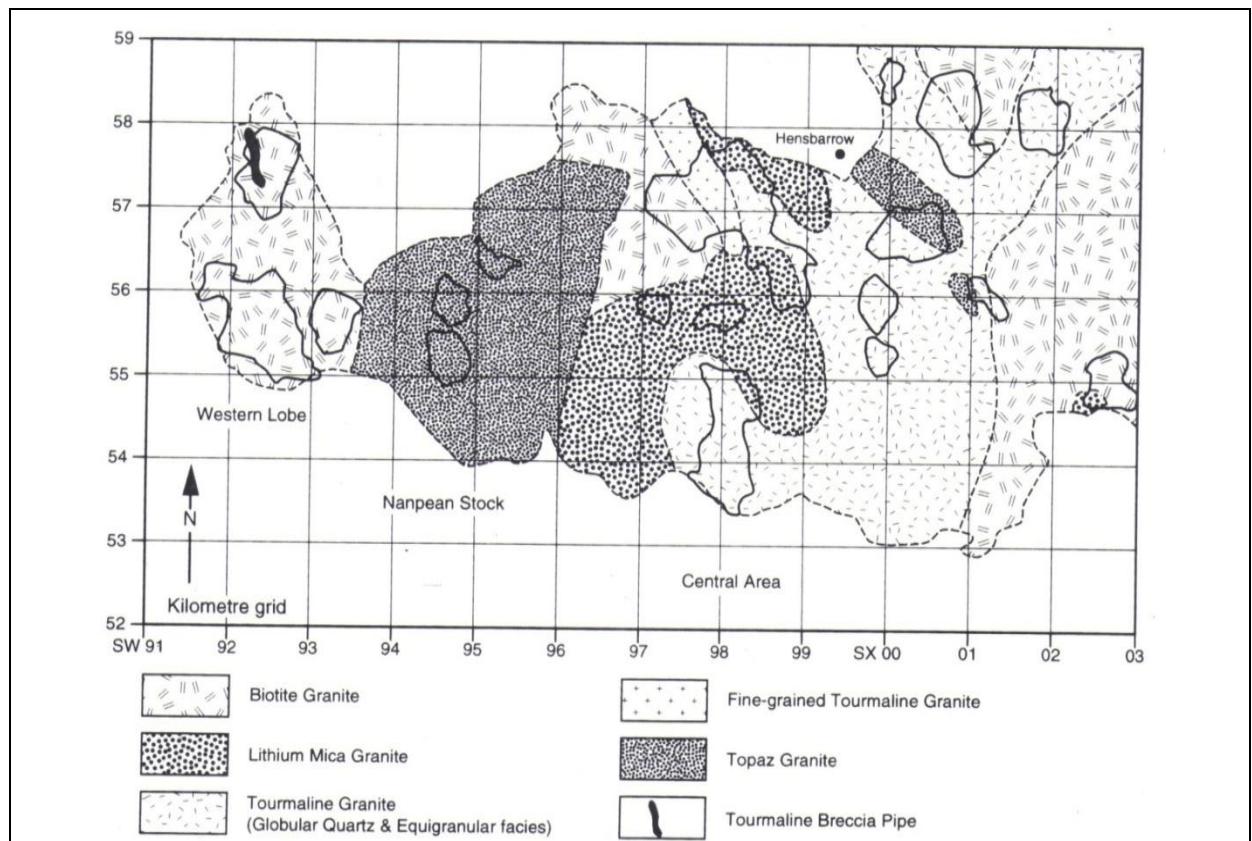 59
58
Hensbarrow
57
56
55
Western Lobe
54
Nanpean Stock
N
53
Central Area
Kilometre grid
52
SW 91 92 93 94 95 96 97 98 99 SX 00 01 02 03
Biotite Granite
Lithium Mica Granite
Tourmaline Granite
(Globular Quartz & Equigranular facies)
Fine-grained Tourmaline Granite
Topaz Granite
Tourmaline Breccia Pipe